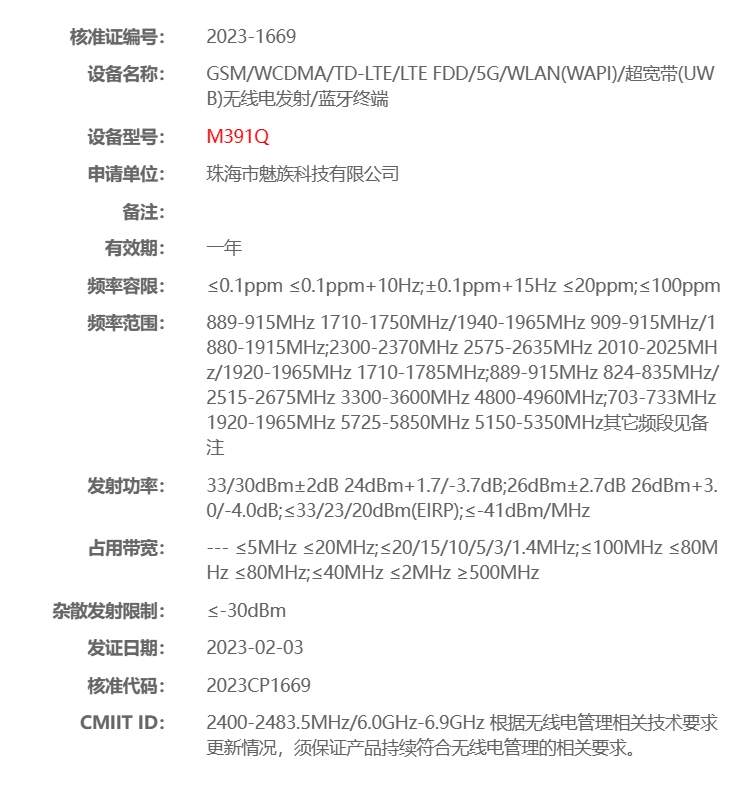 核准证编号： 2023-1669
设备名称： GSM/WCDMA/TD-LTE/LTE FDD/5G/WLAN(WAPI)/超宽带(UW
B)无线电发射/蓝牙终端
设备型号： M391Q
申请单位： 珠海市魅族科技有限公司
备注：
有效期： 一年
频率容限： ≤0.1ppm ≤0.1ppm+10Hz;±0.1ppm+15Hz ≤20ppm;≤100ppm
频率范围： 889-915MHz 1710-1750MHz/1940-1965MHz 909-915MHz/1
880-1915MHz;2300-2370MHz 2575-2635MHz 2010-2025MH
z/1920-1965MHz 1710-1785MHz;889-915MHz 824-835MHz/
2515-2675MHz 3300-3600MHz 4800-4960MHz;703-733MHz
1920-1965MHz 5725-5850MHz 5150-5350MHz其它频段见备
注
发射功率： 33/30dBm±2dB 24dBm+1.7/-3.7dB;26dBm±2.7dB 26dBm+3.
0/-4.0dB;≤33/23/20dBm(EIRP);≤-41dBm/MHz
占用带宽： --- ≤5MHz ≤20MHz;≤20/15/10/5/3/1.4MHz;≤100MHz ≤80M
Hz ≤80MHz;≤40MHz ≤2MHz ≥500MHz
杂散发射限制： ≤-30dBm
发证日期： 2023-02-03
核准代码： 2023CP1669
CMIIT ID： 2400-2483.5MHz/6.0GHz-6.9GHz 根据无线电管理相关技术要求
更新情况，须保证产品持续符合无线电管理的相关要求。